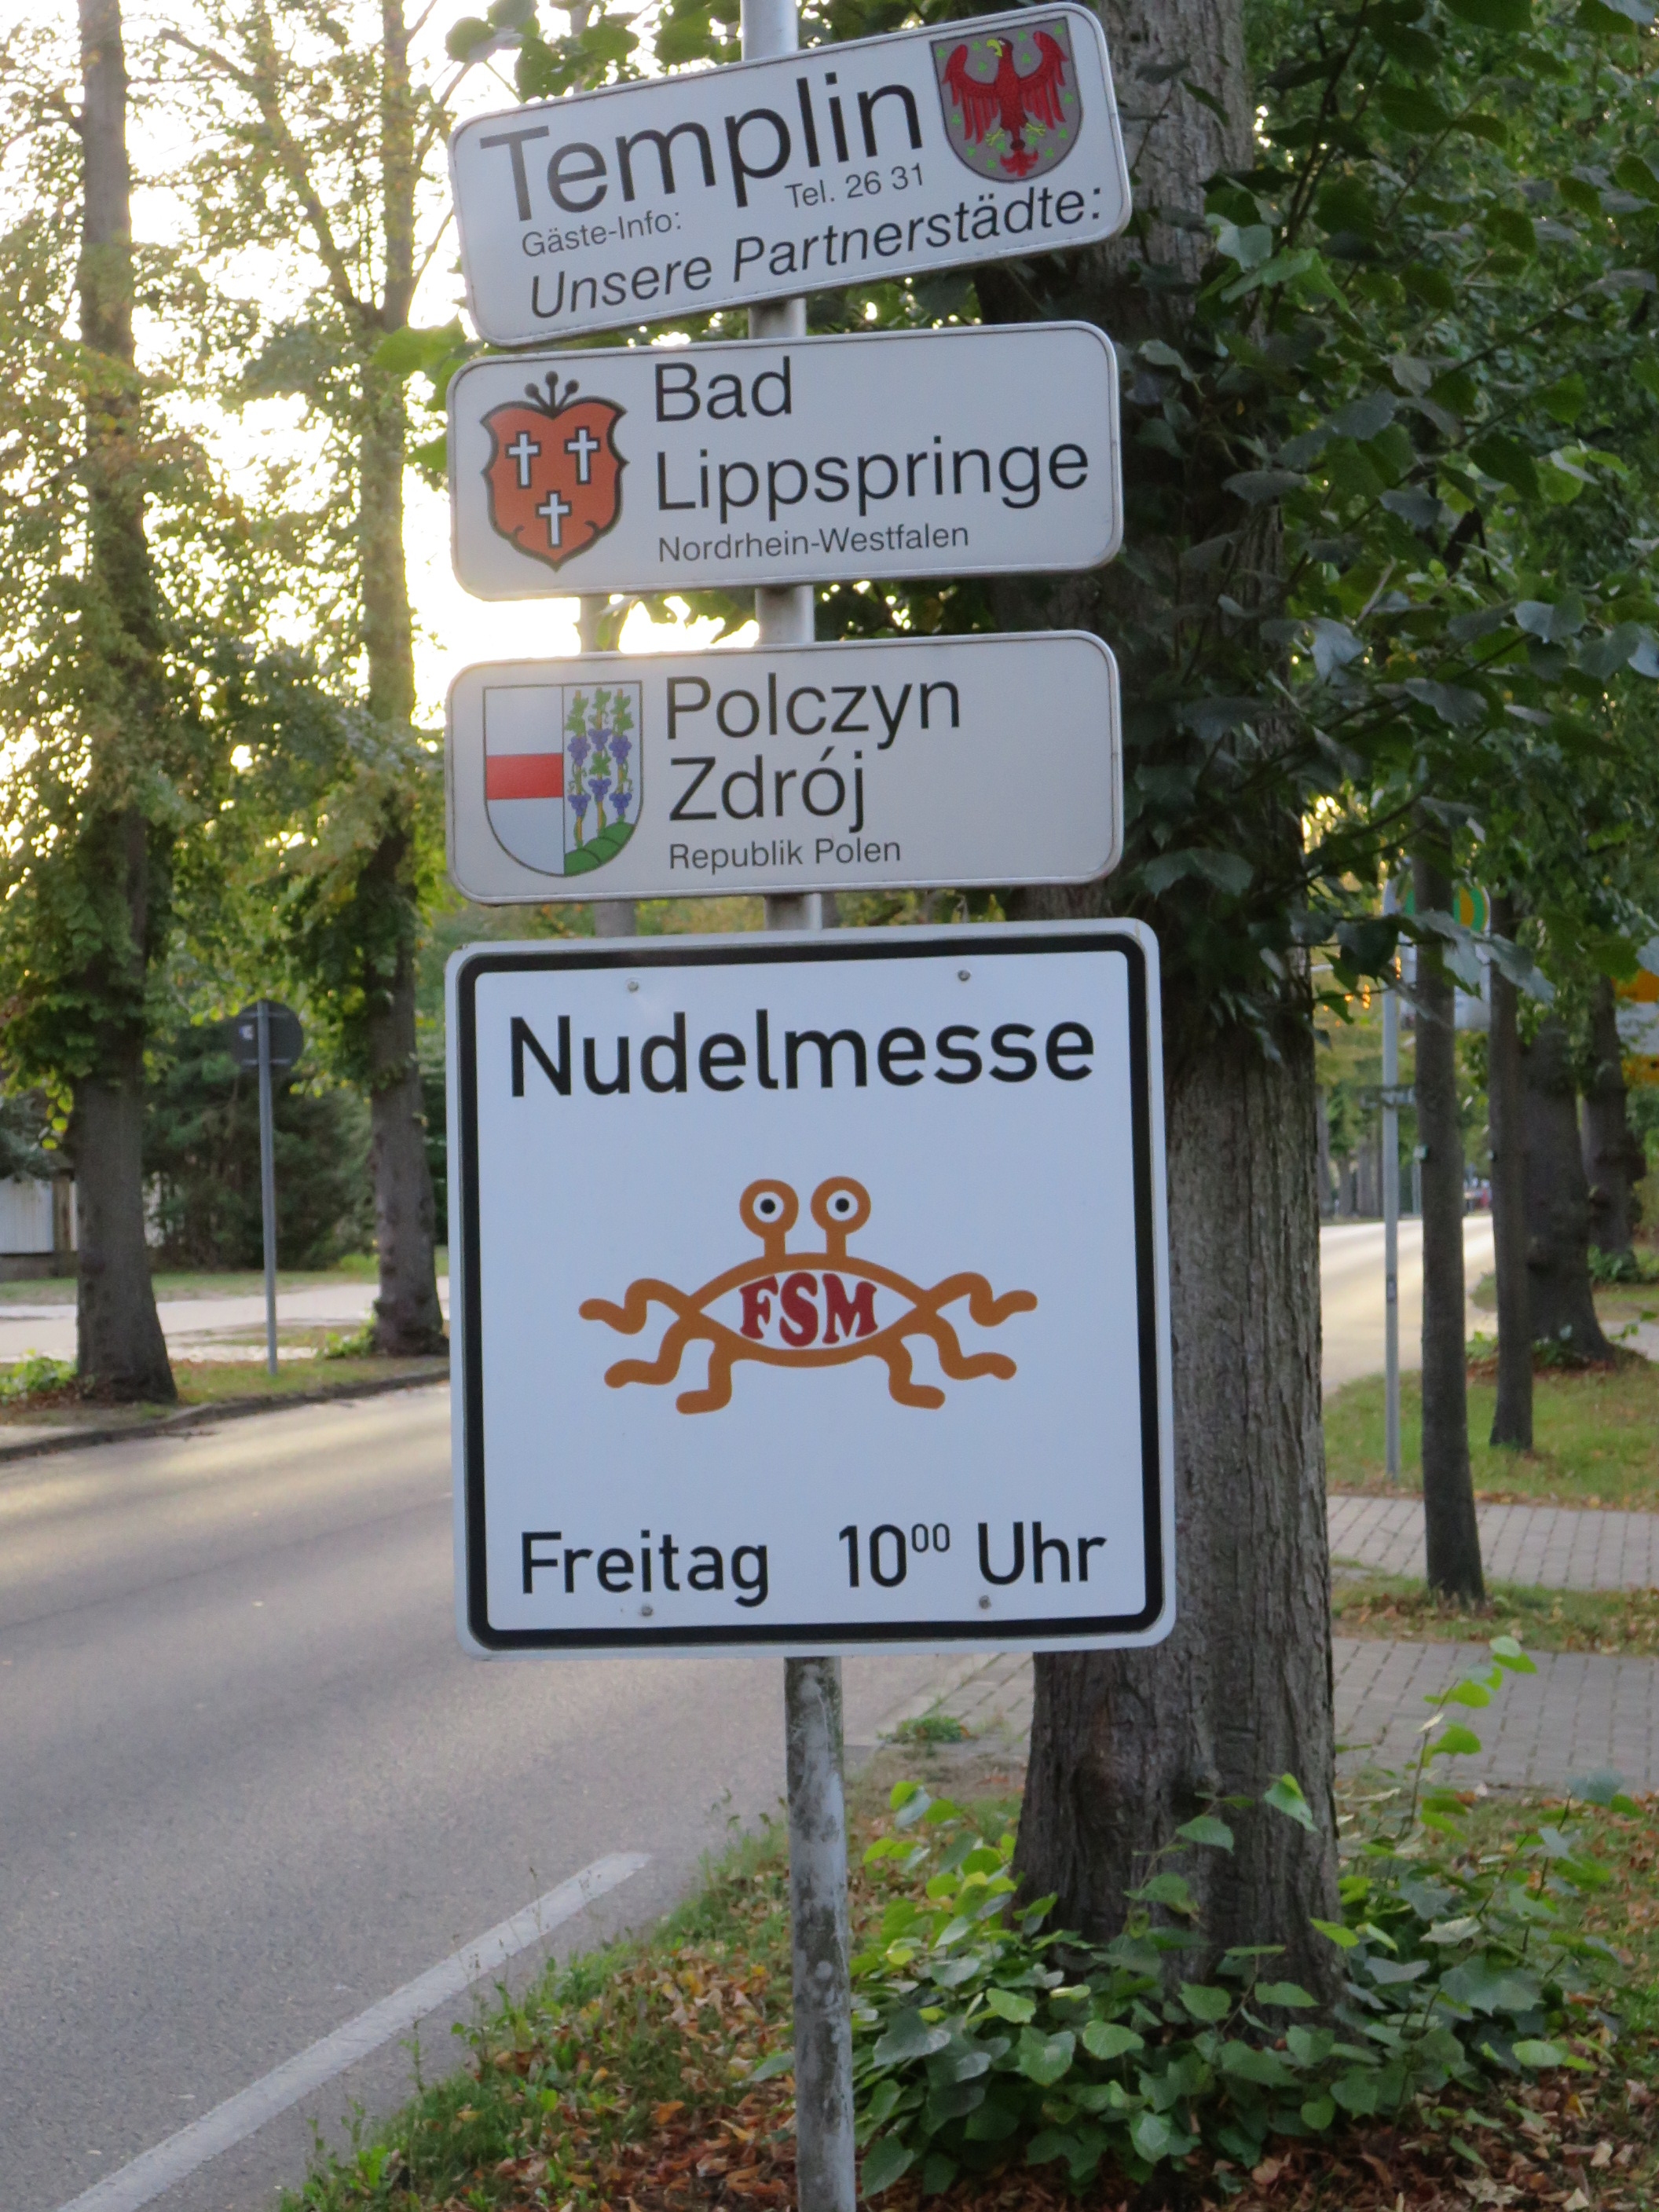 Templin
Gäste-Info: Tel. 26 31
Unsere Partnerstädte:
Bad
Lippspringe
Nordrhein-Westfalen
Polczyn
Zdrój
Republik Polen
Nudelmesse
FSM
Freitag 10⁰⁰ Uhr